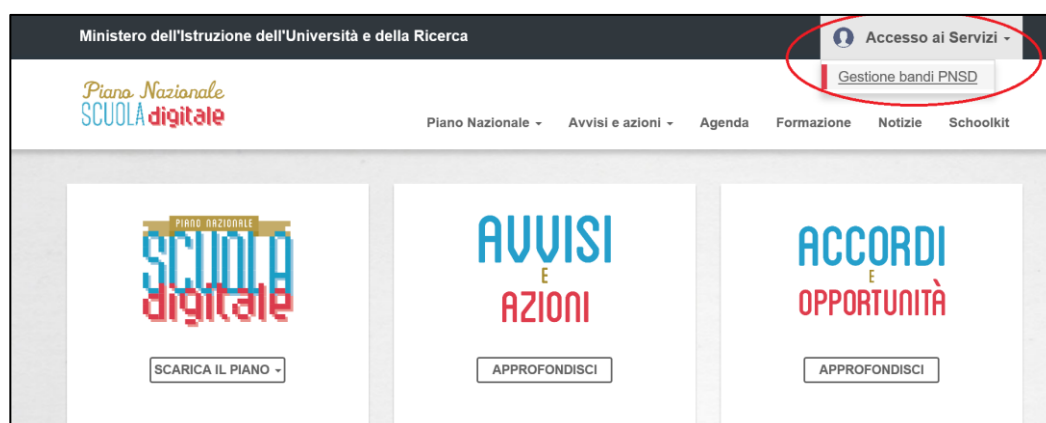 Ministero dell'Istruzione dell'Università e della Ricerca
Accesso ai Servizi
Gestione bandi PNSD
Piano Nazionale
SCUOLA digitale
Piano Nazionale Avvisi e azioni Agenda Formazione Notizie Schoolkit
PIANO NAZIONALE
SCUOLA
digitale
SCARICA IL PIANO
AVVISI
E
AZIONI
APPROFONDISCI
ACCORDI
E
OPPORTUNITÀ
APPROFONDISCI